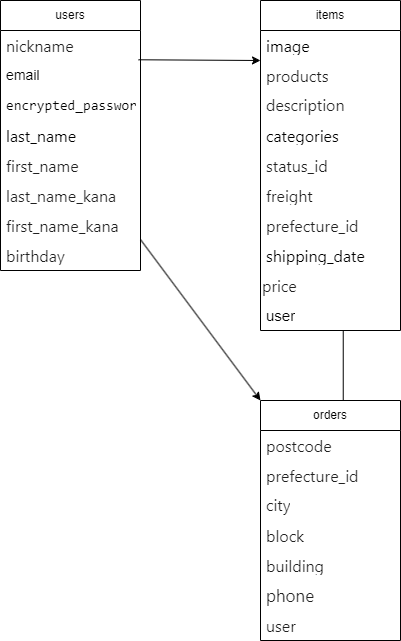 users
nickname
email
encrypted_passwor
last_name
first_name
last_name_kana
first_name_kana
birthday
items
image
products
description
categories
status_id
freight
prefecture_id
shipping_date
price
user
orders
postcode
prefecture_id
city
block
building
phone
user